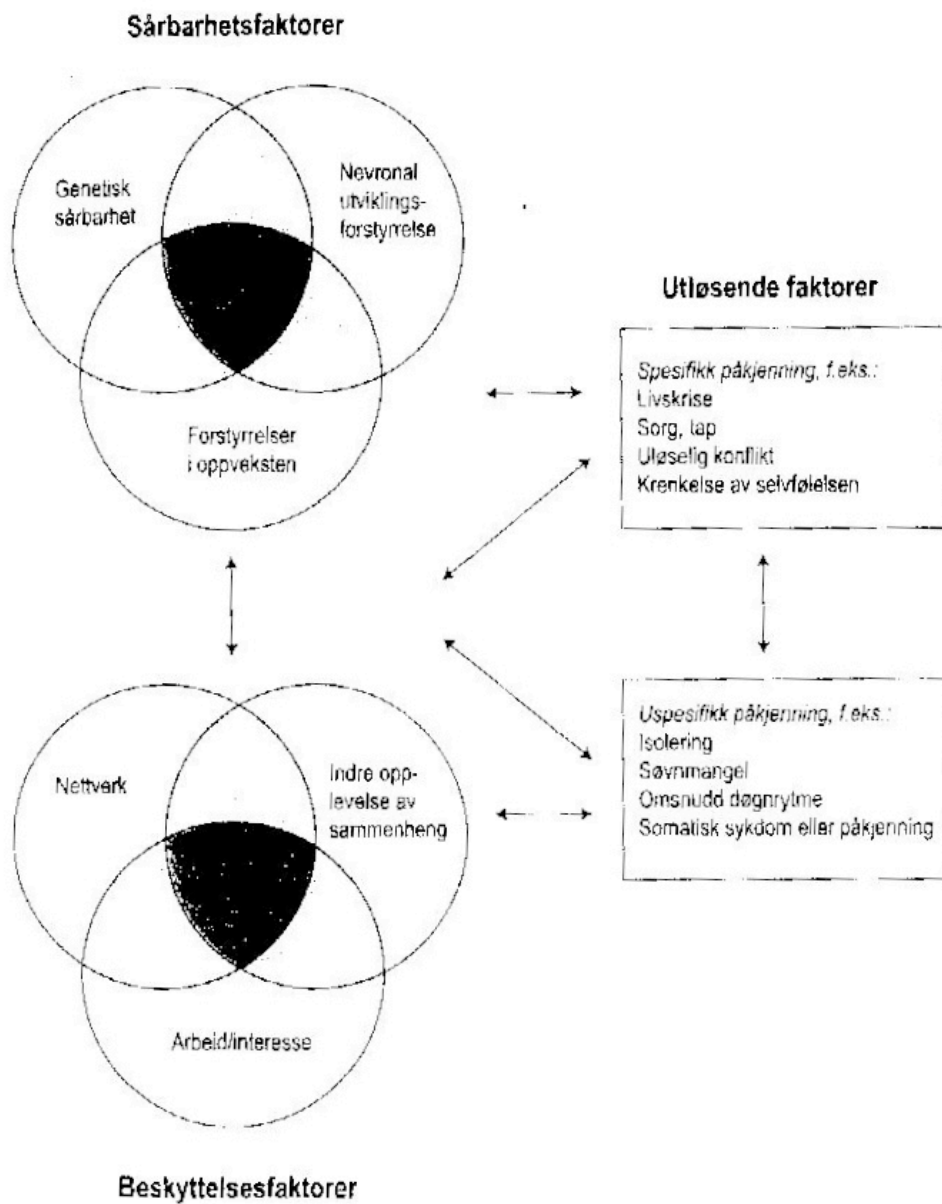 Sårbarhetsfaktorer
Genetisk
sårbarhet
Nevronal
utviklings-
forstyrrelse
Forstyrrelser
i oppveksten
Utløsende faktorer
Spesifikk påkjenning, f.eks.:
Livskrise
Sorg, tap
Uløselig konflikt
Krenkelse av selvfølelsen
Uspesifikk påkjenning, f.eks.:
Isolering
Søvnmangel
Omsnudd døgnrytme
Somatisk sykdom eller påkjenning
Nettverk
Indre opp-
levelse av
sammenheng
Arbeid/interesse
Beskyttelsesfaktorer